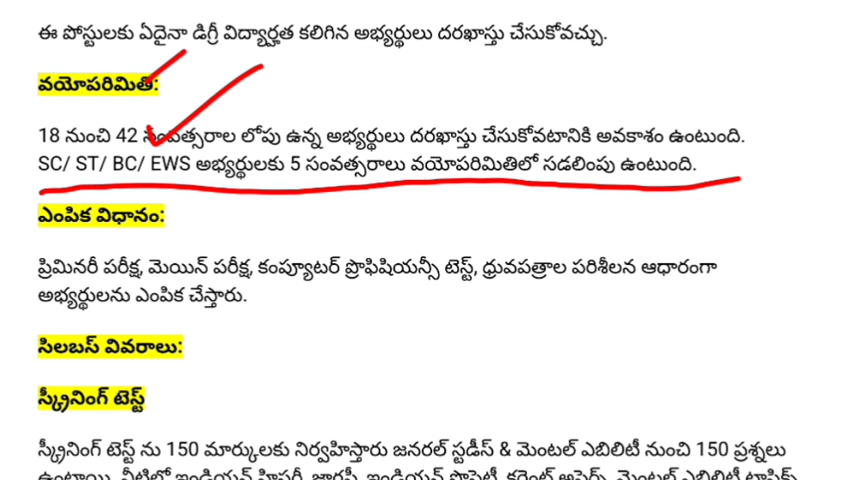 ఈ పోస్టులకు ఏదైనా డిగ్రీ విద్యార్హత కలిగిన అభ్యర్థులు దరఖాస్తు చేసుకోవచ్చు.
వయోపరిమితి:
18 నుంచి 42 సంవత్సరాల లోపు ఉన్న అభ్యర్థులు దరఖాస్తు చేసుకోవటానికి అవకాశం ఉంటుంది.
SC/ ST/ BC/ EWS అభ్యర్థులకు 5 సంవత్సరాలు వయోపరిమితిలో సడలింపు ఉంటుంది.
ఎంపిక విధానం:
ప్రిమినరీ పరీక్ష, మెయిన్ పరీక్ష, కంప్యూటర్ ప్రొఫిషియన్సీ టెస్ట్, ధ్రువపత్రాల పరిశీలన ఆధారంగా
అభ్యర్థులను ఎంపిక చేస్తారు.
సిలబస్ వివరాలు:
స్క్రీనింగ్ టెస్ట్
స్క్రీనింగ్ టెస్ట్ ను 150 మార్కులకు నిర్వహిస్తారు జనరల్ స్టడీస్ & మెంటల్ ఎబిలిటీ నుంచి 150 ప్రశ్నలు